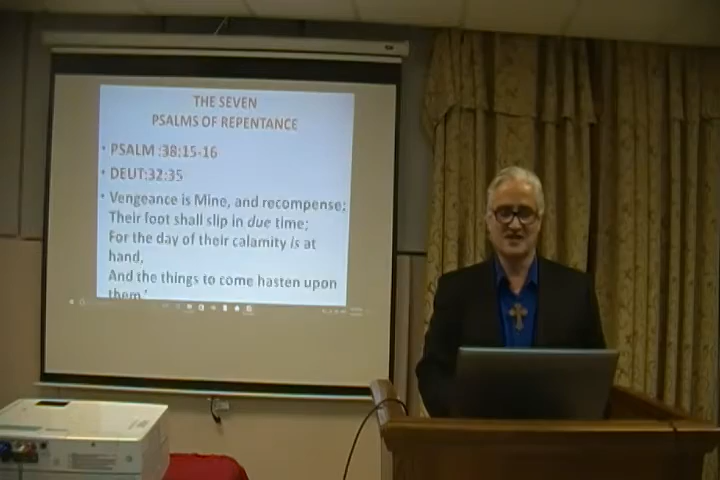 THE SEVEN
PSALMS OF REPENTANCE
• PSALM :38:15-16
• DEUT:32:35
• Vengeance is Mine, and recompense;
Their foot shall slip in due time;
For the day of their calamity is at
hand,
And the things to come hasten upon
them.'